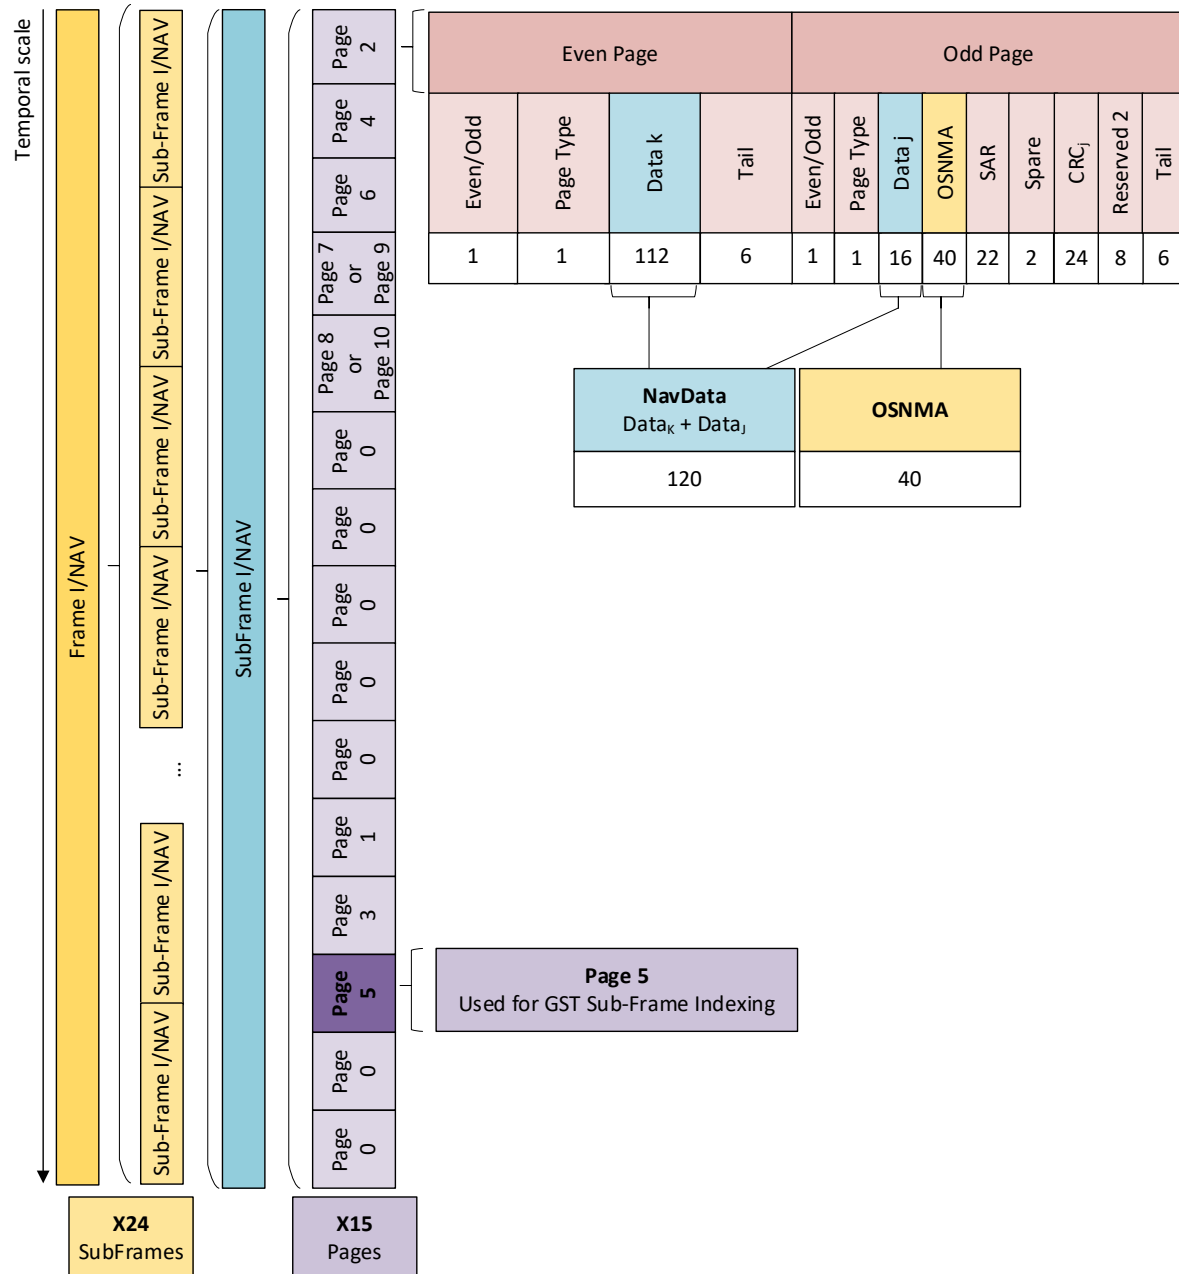 Temporal scale
Frame I/NAV
Sub-Frame I/NAV
Sub-Frame I/NAV
Sub-Frame I/NAV
Sub-Frame I/NAV
...
Sub-Frame I/NAV
Sub-Frame I/NAV
SubFrame I/NAV
Page
2
Page
4
Page
6
Page 7
or
Page 9
Page 8
or
Page 10
Page
0
Page
0
Page
0
Page
0
Page
0
Page
1
Page
3
Page
5
Page
0
Page
0
Even Page
Odd Page
Even/Odd
Page Type
Data k
Tail
Even/Odd
Page Type
Data j
OSNMA
SAR
Spare
CRCj
Reserved 2
Tail
1 1 112 6 1 1 16 40 22 2 24 8 6
NavData
DataK + DataJ
120
OSNMA
40
Page 5
Used for GST Sub-Frame Indexing
X24
SubFrames
X15
Pages